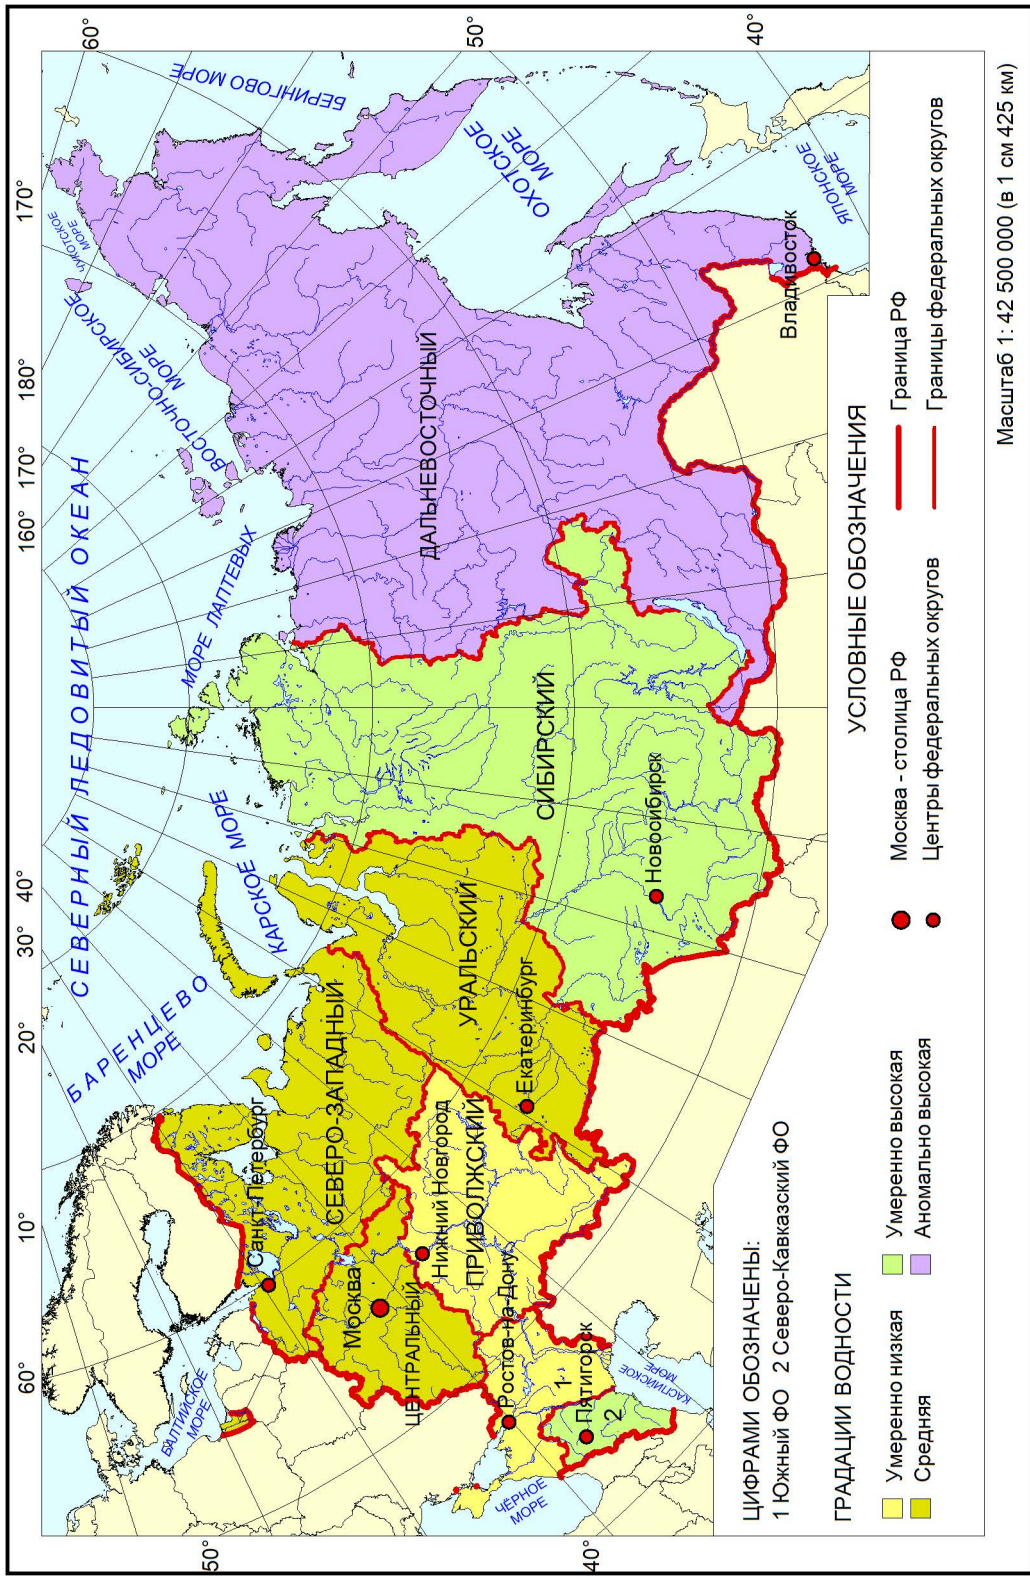 60°
50°
40°
170°
180°
170°
160°
40°
30°
20°
10°
60°
50°
40°
СЕВЕРНЫЙ ЛЕДОВИТЫЙ ОКЕАН
БАРЕНЦЕВО
МОРЕ
КАРСКОЕ МОРЕ
МОРЕ ЛАПТЕВЫХ
ВОСТОЧНО-СИБИРСКОЕ
МОРЕ
ЧУКОТСКОЕ
МОРЕ
БЕРИНГОВО МОРЕ
ОХОТСКОЕ
МОРЕ
ЯПОНСКОЕ
МОРЕ
БАЛТИЙСКОЕ
МОРЕ
ЧЁРНОЕ
МОРЕ
КАСПИЙСКОЕ
МОРЕ
Санкт-Петербург
СЕВЕРО-ЗАПАДНЫЙ
Москва
ЦЕНТРАЛЬНЫЙ
Нижний Новгород
ПРИВОЛЖСКИЙ
Ростов-на-Дону
1
Пятигорск
2
УРАЛЬСКИЙ
Екатеринбург
СИБИРСКИЙ
Новосибирск
ДАЛЬНЕВОСТОЧНЫЙ
Владивосток
ЦИФРАМИ ОБОЗНАЧЕНЫ:
1 Южный ФО 2 Северо-Кавказский ФО
ГРАДАЦИИ ВОДНОСТИ
Умеренно низкая
Средняя
Умеренно высокая
Аномально высокая
УСЛОВНЫЕ ОБОЗНАЧЕНИЯ
Москва - столица РФ
Центры федеральных округов
Граница РФ
Границы федеральных округов
Масштаб 1: 42 500 000 (в 1 см 425 км)